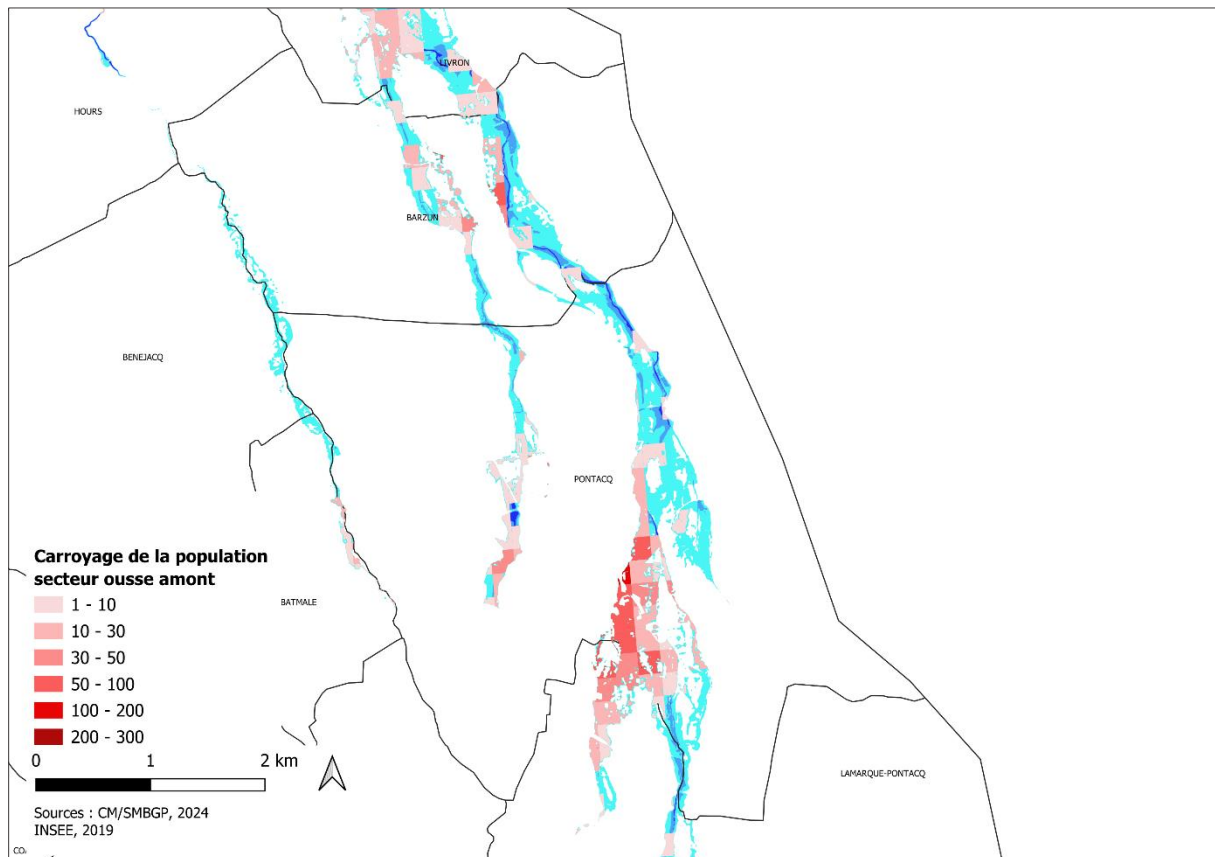 LIVRON
HOURS
BARZUN
BENEJACQ
PONTACQ
Carroyage de la population
secteur ousse amont
1 - 10
BATMALE
10 - 30
30 - 50
50 - 100
100 - 200
200 - 300
0 1 2 km
LAMARQUE-PONTACQ
Sources : CM/SMBGP, 2024
INSEE, 2019